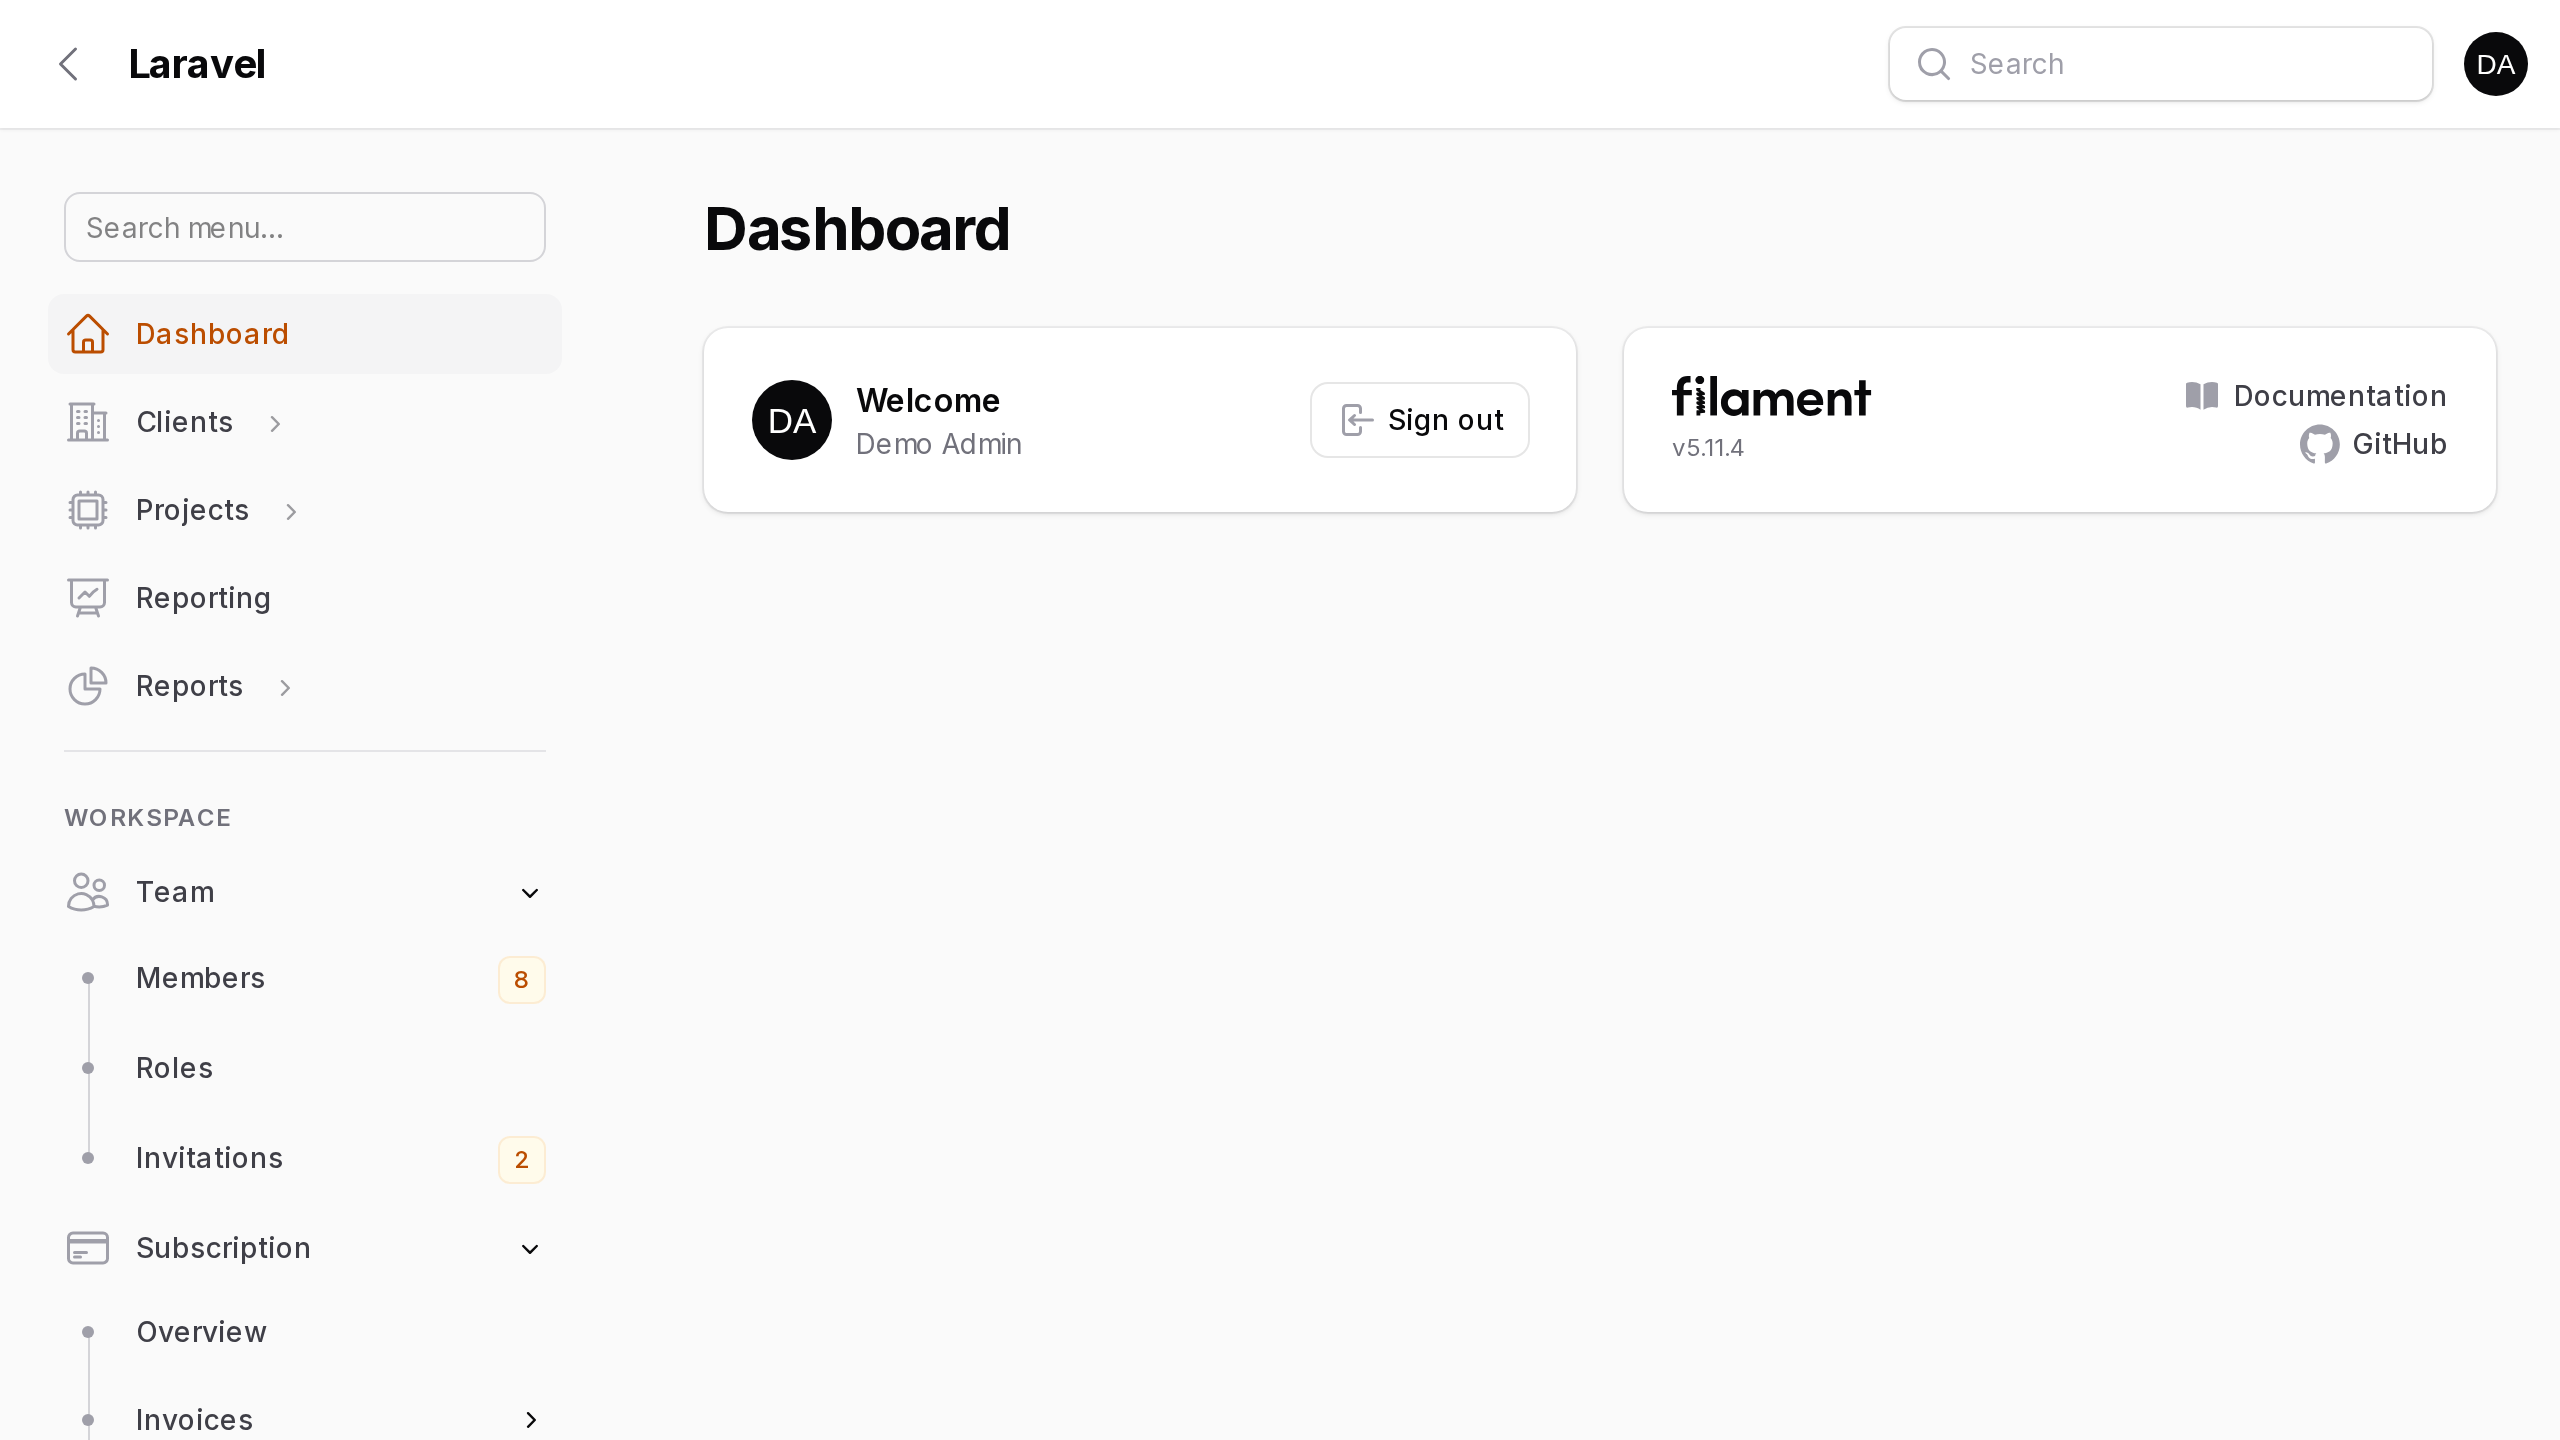 Laravel
Search
DA
Search menu...
Dashboard
Clients
Projects
Reporting
Reports
WORKSPACE
Team
Members 8
Roles
Invitations 2
Subscription
Overview
Invoices
Dashboard
DA
Welcome
Demo Admin
Sign out
filament
v5.11.4
Documentation
GitHub